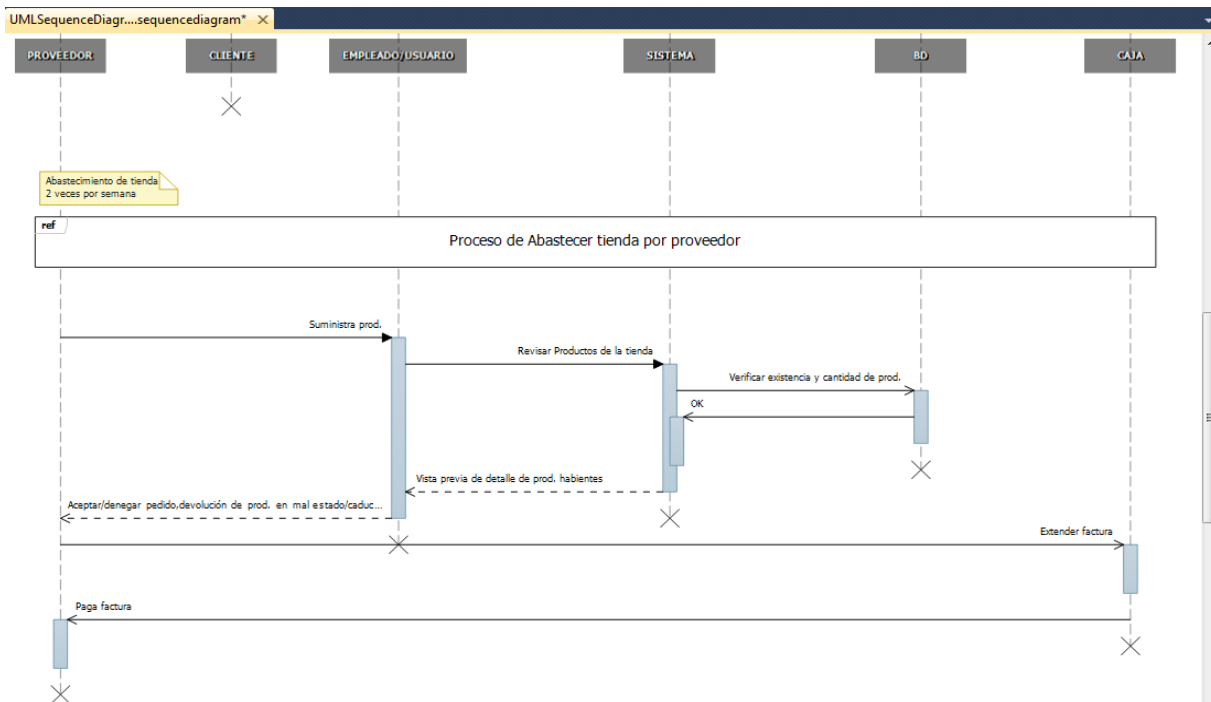 UMLSequenceDiagr....sequencediagram*
PROVEEDOR
CLIENTE
EMPLEADO/USUARIO
SISTEMA
BD
CAJA
Abastecimiento de tienda
2 veces por semana
ref
Proceso de Abastecer tienda por proveedor
Suministra prod.
Revisar Productos de la tienda
Verificar existencia y cantidad de prod.
OK
Vista previa de detalle de prod. habientes
Aceptar/denegar pedido,devolución de prod. en mal estado/caduc...
Extender factura
Paga factura